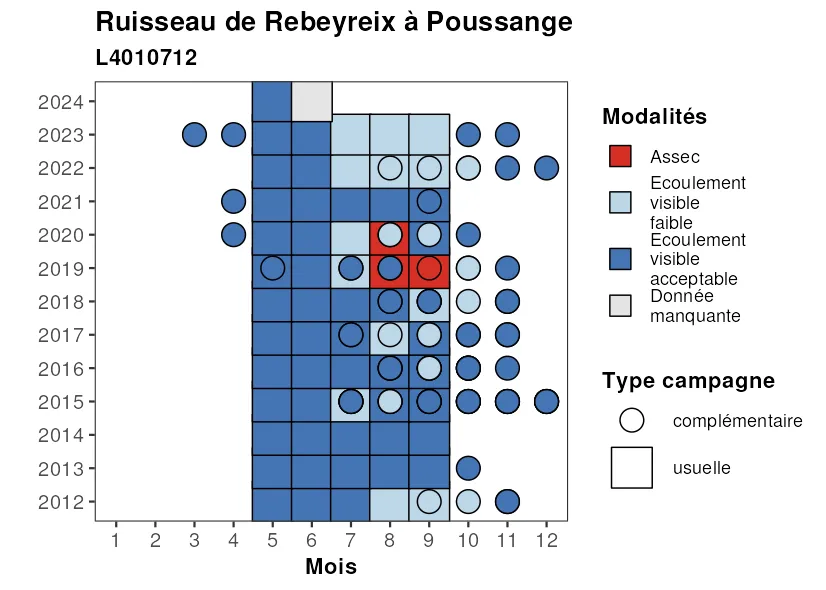 Ruisseau de Rebeyreix à Poussange
L4010712
2024
2023
2022
2021
2020
2019
2018
2017
2016
2015
2014
2013
2012
1 2 3 4 5 6 7 8 9 10 11 12
Mois
Modalités
Assec
Ecoulement
visible
faible
Ecoulement
visible
acceptable
Donnée
manquante
Type campagne
complémentaire
usuelle